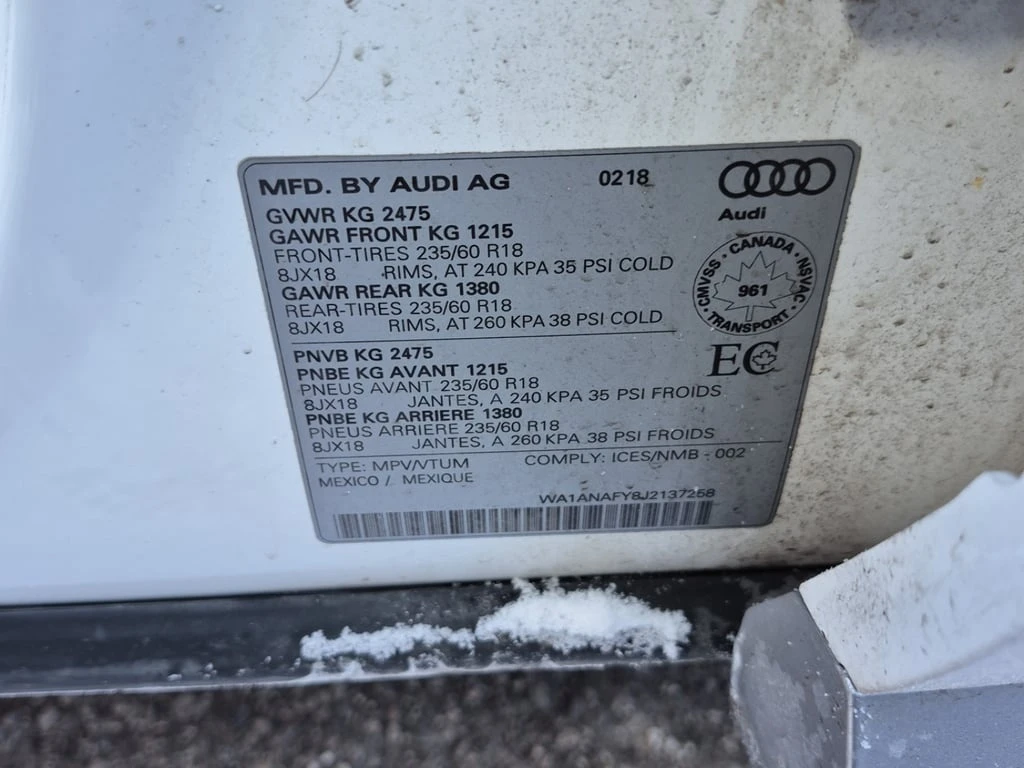 MFD. BY AUDI AG 0218
Audi
GVWR KG 2475
GAWR FRONT KG 1215
FRONT-TIRES 235/60 R18
8JX18 RIMS, AT 240 KPA 35 PSI COLD
GAWR REAR KG 1380
REAR-TIRES 235/60 R18
8JX18 RIMS, AT 260 KPA 38 PSI COLD
CMVSS · CANADA · NSVAC · TRANSPORT ·
961
EC
PNVB KG 2475
PNBE KG AVANT 1215
PNEUS AVANT 235/60 R18
8JX18 JANTES, A 240 KPA 35 PSI FROIDS
PNBE KG ARRIERE 1380
PNEUS ARRIERE 235/60 R18
8JX18 JANTES, A 260 KPA 38 PSI FROIDS
TYPE: MPV/VTUM COMPLY: ICES/NMB - 002
MEXICO / MEXIQUE
WA1ANAFY8J2137258